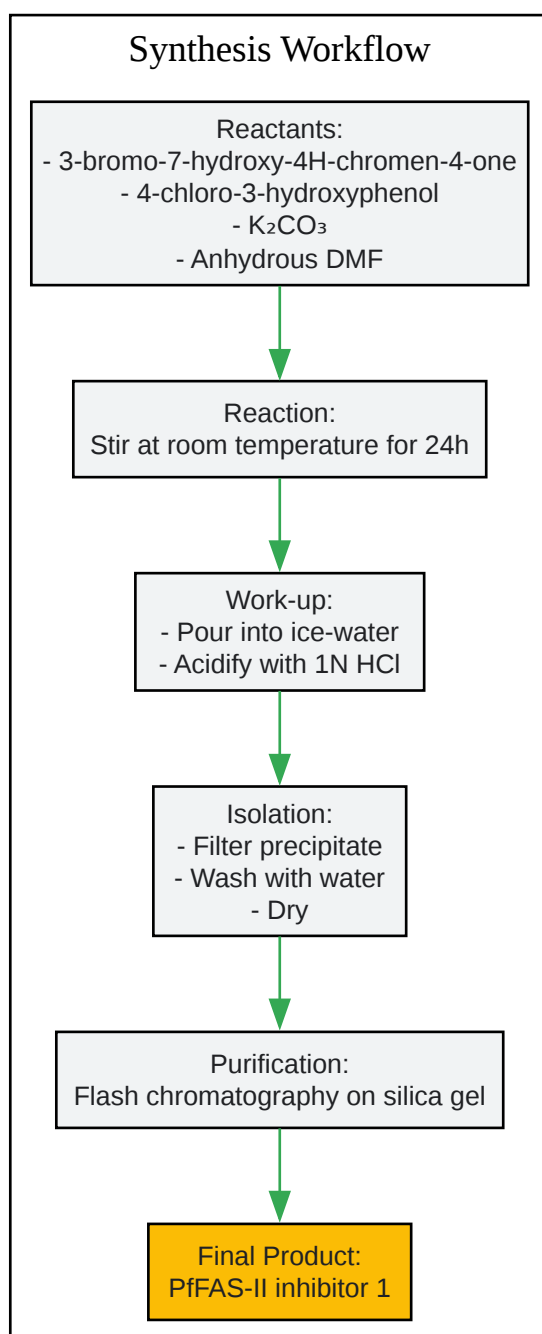 Synthesis Workflow
Reactants:
- 3-bromo-7-hydroxy-4H-chromen-4-one
- 4-chloro-3-hydroxyphenol
- K₂CO₃
- Anhydrous DMF
Reaction:
Stir at room temperature for 24h
Work-up:
- Pour into ice-water
- Acidify with 1N HCl
Isolation:
- Filter precipitate
- Wash with water
- Dry
Purification:
Flash chromatography on silica gel
Final Product:
PfFAS-II inhibitor 1